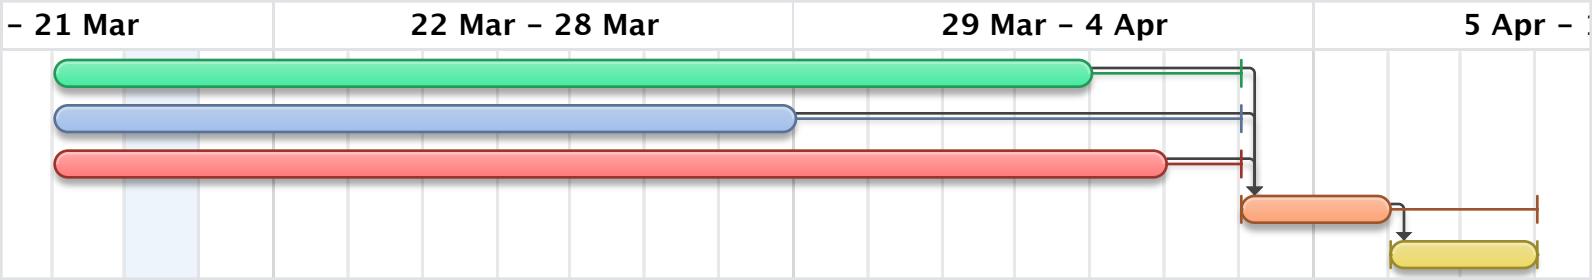 – 21 Mar
22 Mar – 28 Mar
29 Mar – 4 Apr
5 Apr –